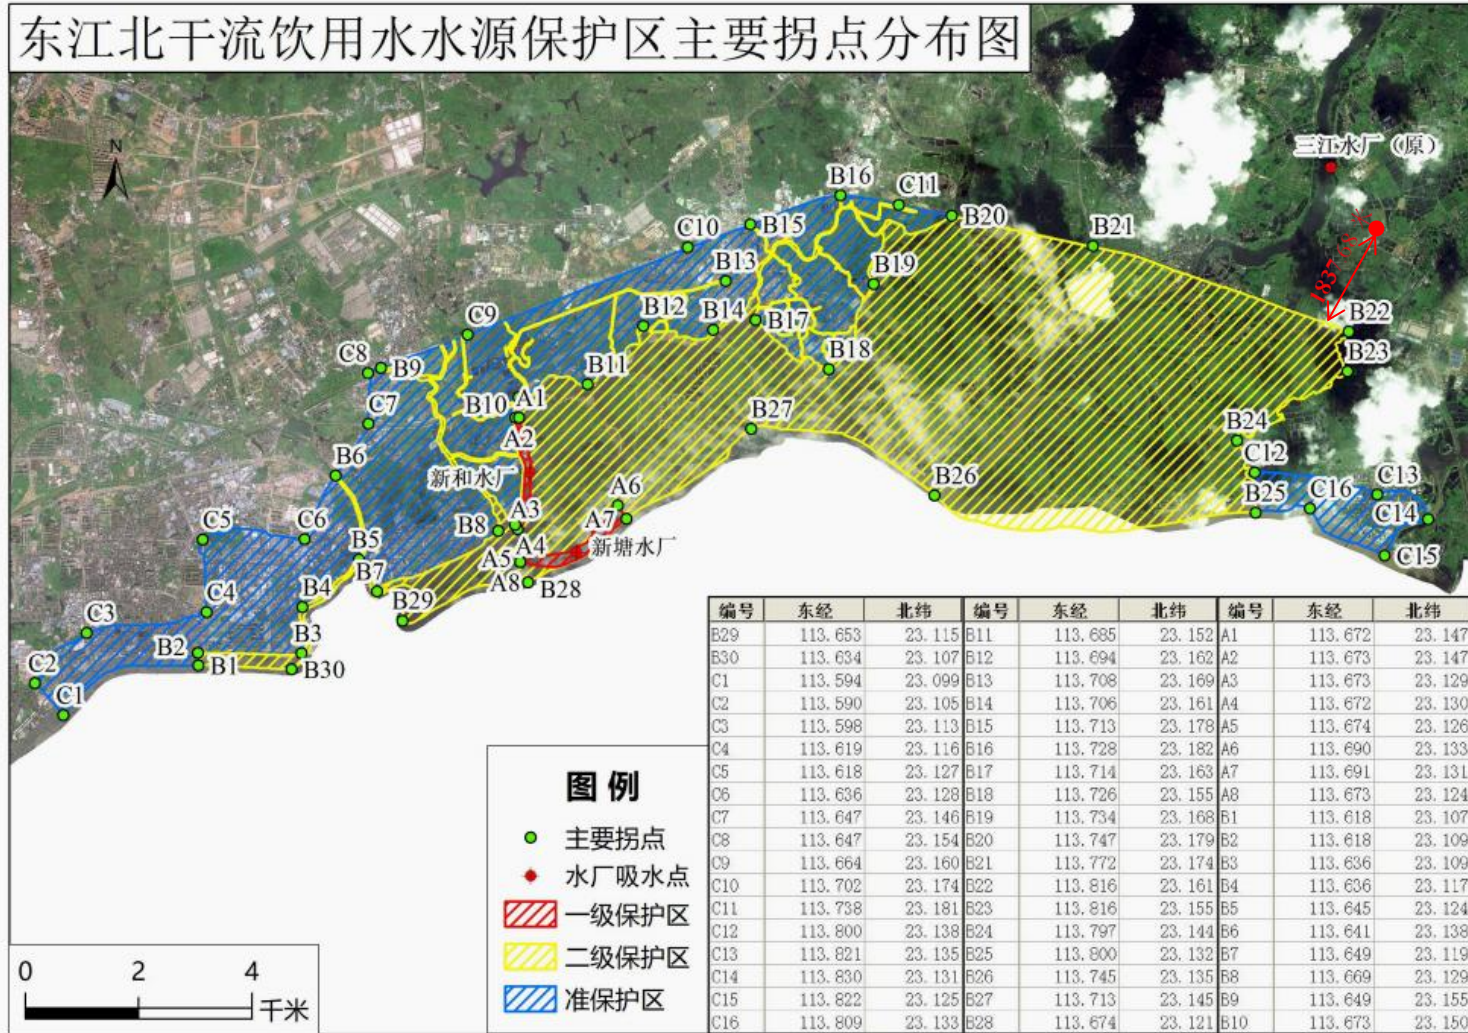 东江北干流饮用水水源保护区主要拐点分布图
N
三江水厂（原）
B16
C11
B20
B15
C10
B21
B13
B19
B12
B14
B17
B22
C9
B23
C8
B9
B18
B11
C7
B10
A1
B27
A2
B24
B6
新和水厂
C12
C13
A6
B26
B25
C16
C14
C5
C6
B8
A3
A7
B5
A4
新塘水厂
C15
A5
B7
A8
B28
C4
B4
B29
C3
B2
B3
B1
B30
C2
C1
编号 东经 北纬 编号 东经 北纬 编号 东经 北纬
B29 113.653 23.115 B11 113.685 23.152 A1 113.672 23.147
B30 113.634 23.107 B12 113.694 23.162 A2 113.673 23.147
C1 113.594 23.099 B13 113.708 23.169 A3 113.673 23.129
C2 113.590 23.105 B14 113.706 23.161 A4 113.672 23.130
C3 113.598 23.113 B15 113.713 23.178 A5 113.674 23.126
C4 113.619 23.116 B16 113.728 23.182 A6 113.690 23.133
C5 113.618 23.127 B17 113.714 23.163 A7 113.691 23.131
C6 113.636 23.128 B18 113.726 23.155 A8 113.673 23.124
C7 113.647 23.146 B19 113.734 23.168 B1 113.618 23.107
C8 113.647 23.154 B20 113.747 23.179 B2 113.618 23.109
C9 113.664 23.160 B21 113.772 23.174 B3 113.636 23.109
C10 113.702 23.174 B22 113.816 23.161 B4 113.636 23.117
C11 113.738 23.181 B23 113.816 23.155 B5 113.645 23.124
C12 113.800 23.138 B24 113.797 23.144 B6 113.641 23.138
C13 113.821 23.135 B25 113.800 23.132 B7 113.649 23.119
C14 113.830 23.131 B26 113.745 23.135 B8 113.669 23.129
C15 113.822 23.125 B27 113.713 23.145 B9 113.649 23.155
C16 113.809 23.133 B28 113.674 23.121 B10 113.673 23.150
图例
主要拐点
水厂吸水点
一级保护区
二级保护区
准保护区
0 2 4
千米